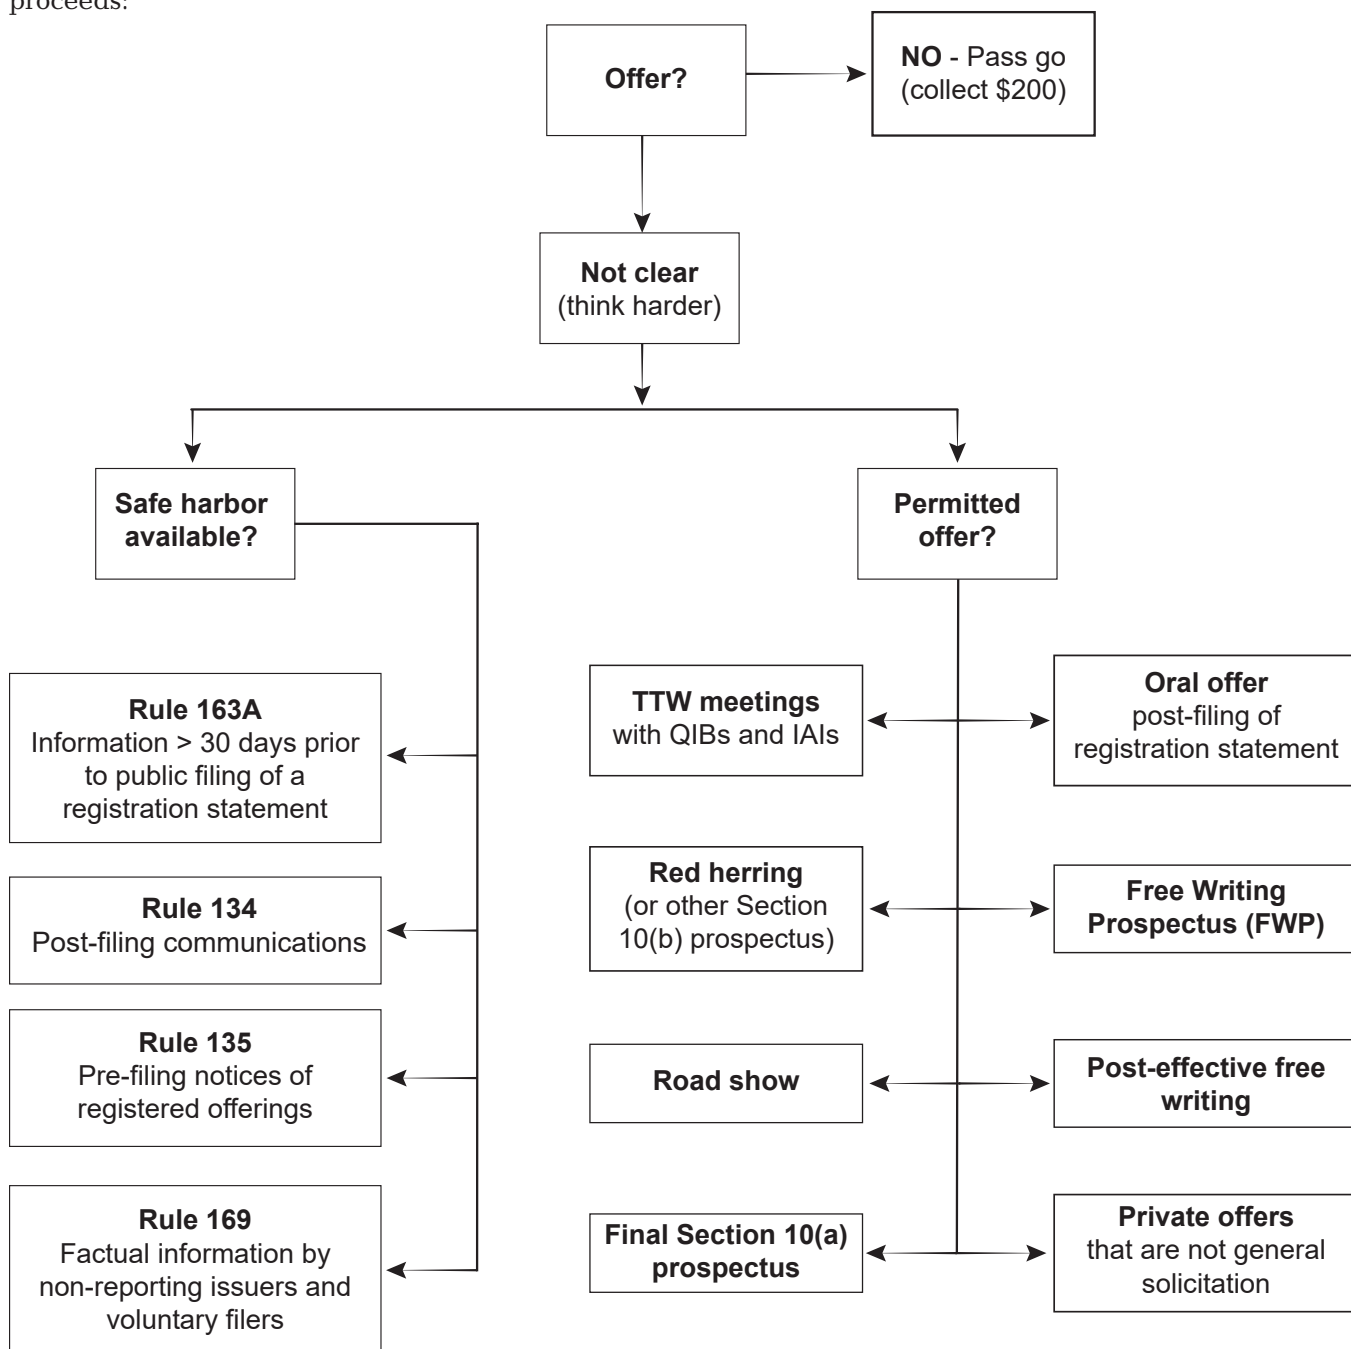 proceeds:
Offer?
NO - Pass go
(collect $200)
Not clear
(think harder)
Safe harbor
available?
Permitted
offer?
Rule 163A
Information > 30 days prior
to public filing of a
registration statement
Rule 134
Post-filing communications
Rule 135
Pre-filing notices of
registered offerings
Rule 169
Factual information by
non-reporting issuers and
voluntary filers
TTW meetings
with QIBs and IAIs
Oral offer
post-filing of
registration statement
Red herring
(or other Section
10(b) prospectus)
Free Writing
Prospectus (FWP)
Road show
Post-effective free
writing
Final Section 10(a)
prospectus
Private offers
that are not general
solicitation